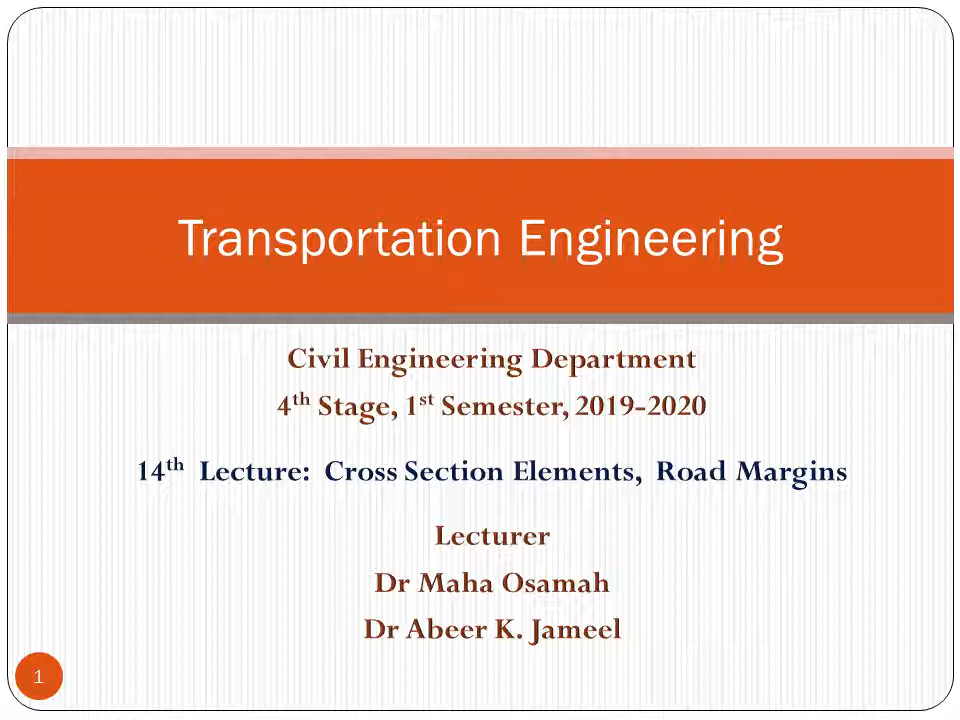 Transportation Engineering
Civil Engineering Department
4th Stage, 1st Semester, 2019-2020
14th Lecture: Cross Section Elements, Road Margins
Lecturer
Dr Maha Osamah
Dr Abeer K. Jameel
1